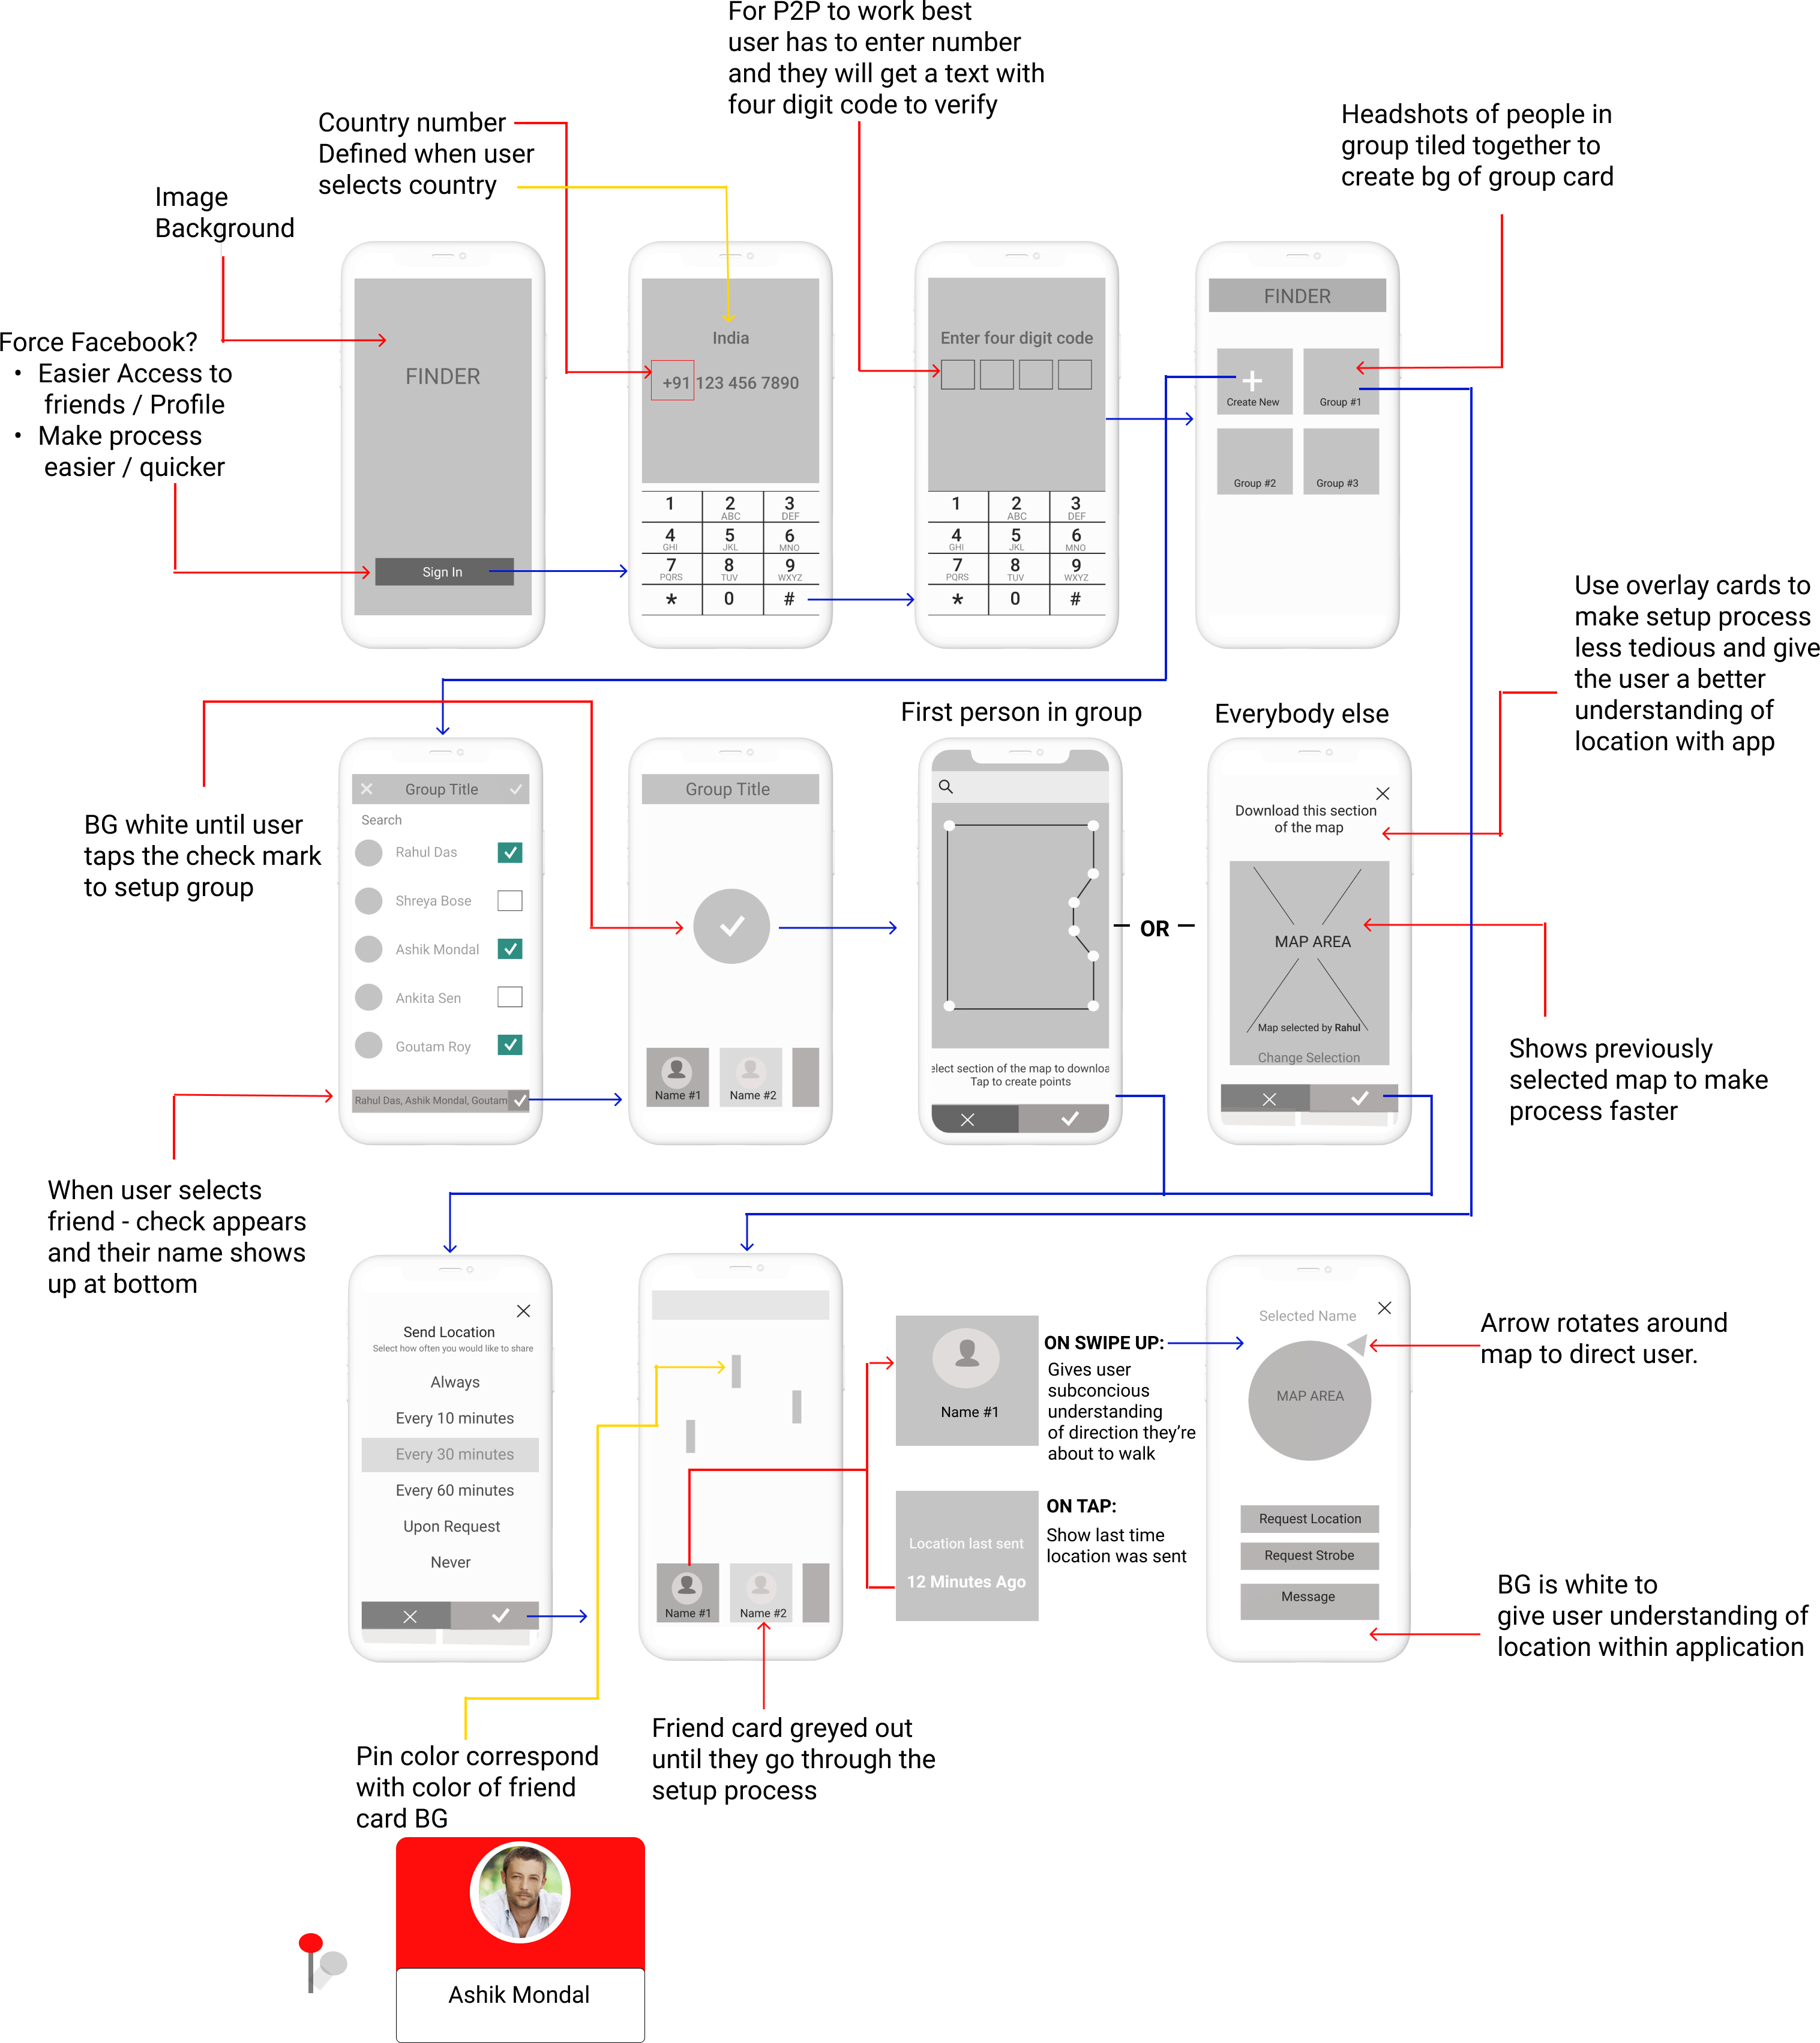 For P2P to work best
user has to enter number
and they will get a text with
four digit code to verify
Country number
Defined when user
selects country
Headshots of people in
group tiled together to
create bg of group card
Image
Background
Force Facebook?
• Easier Access to
friends / Profile
• Make process
easier / quicker
FINDER
Sign In
India
+91 123 456 7890
1
2
ABC
3
DEF
4
GHI
5
JKL
6
MNO
7
PQRS
8
TUV
9
WXYZ
*
0
#
Enter four digit code
1
2
ABC
3
DEF
4
GHI
5
JKL
6
MNO
7
PQRS
8
TUV
9
WXYZ
*
0
#
FINDER
Create New
Group #1
Group #2
Group #3
Use overlay cards to
make setup process
less tedious and give
the user a better
understanding of
location with app
BG white until user
taps the check mark
to setup group
Group Title
Search
Rahul Das
Shreya Bose
Ashik Mondal
Ankita Sen
Goutam Roy
Rahul Das, Ashik Mondal, Goutam
Group Title
Name #1
Name #2
First person in group
elect section of the map to downloa
Tap to create points
OR
Everybody else
Download this section
of the map
MAP AREA
Map selected by Rahul
Change Selection
Shows previously
selected map to make
process faster
When user selects
friend - check appears
and their name shows
up at bottom
Send Location
Select how often you would like to share
Always
Every 10 minutes
Every 30 minutes
Every 60 minutes
Upon Request
Never
Name #1
Name #2
Name #1
ON SWIPE UP:
Gives user
subconcious
understanding
of direction they're
about to walk
Location last sent
12 Minutes Ago
ON TAP:
Show last time
location was sent
Selected Name
MAP AREA
Request Location
Request Strobe
Message
Arrow rotates around
map to direct user.
BG is white to
give user understanding of
location within application
Pin color correspond
with color of friend
card BG
Friend card greyed out
until they go through the
setup process
Ashik Mondal